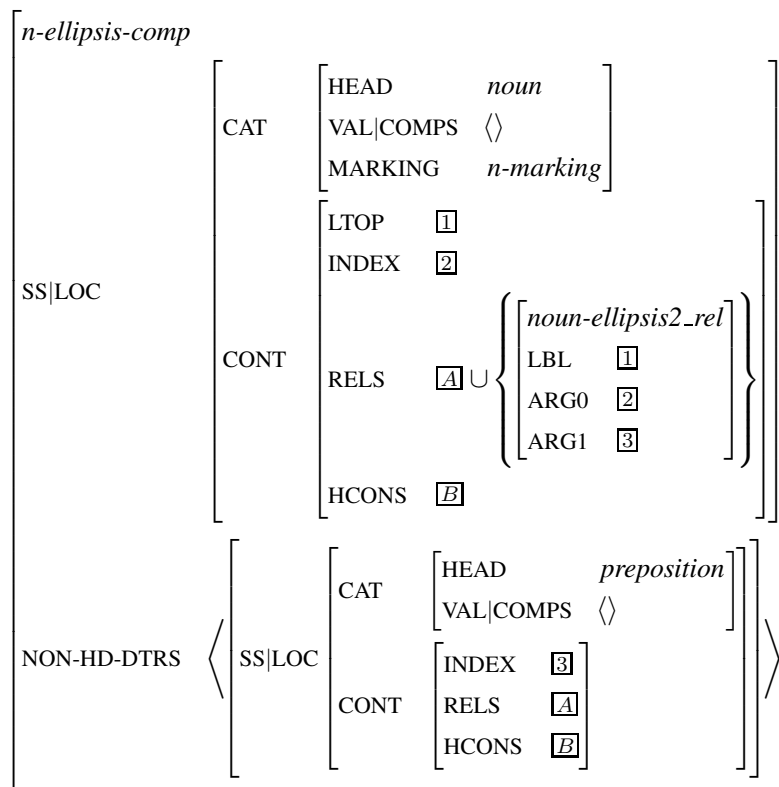 n-ellipsis-comp
HEAD noun
CAT VAL|COMPS ⟨⟩
MARKING n-marking
LTOP 1
INDEX 2
SS|LOC
noun-ellipsis2_rel
LBL 1
CONT RELS A ∪
ARG0 2
ARG1 3
HCONS B
HEAD preposition
CAT
VAL|COMPS ⟨⟩
NON-HD-DTRS SS|LOC
INDEX 3
CONT RELS A
HCONS B